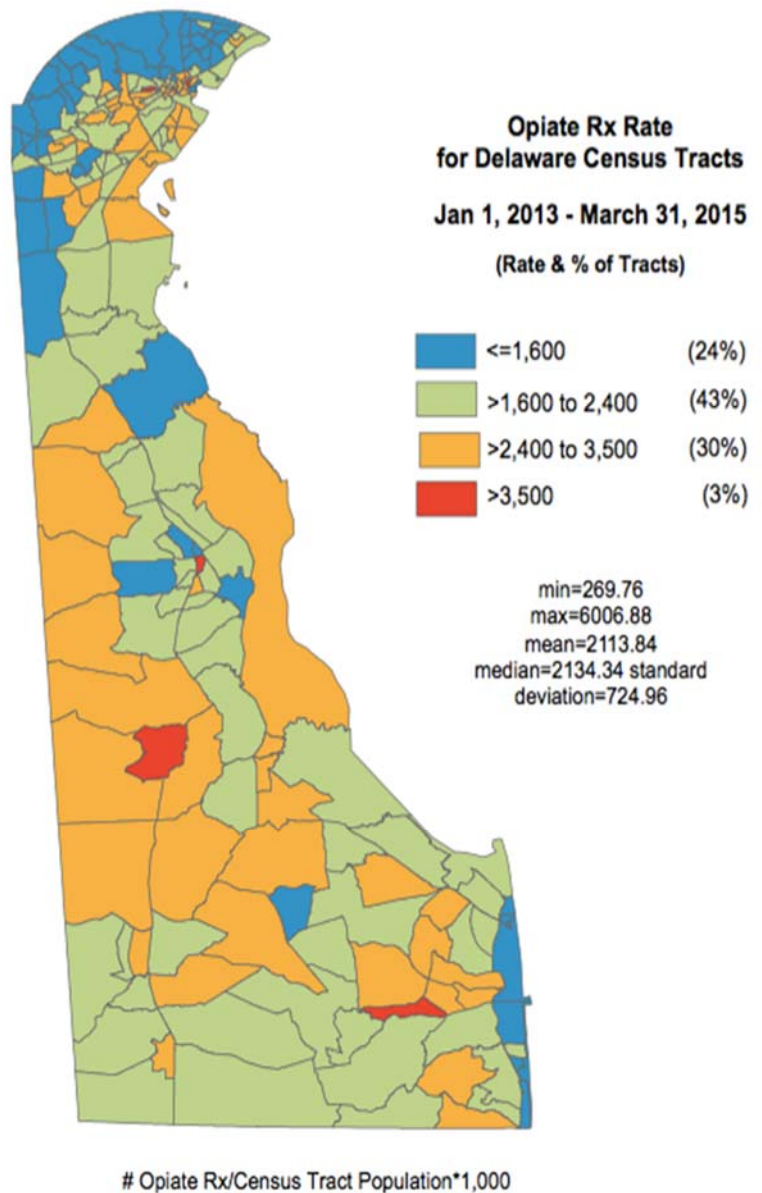 Opiate Rx Rate
for Delaware Census Tracts
Jan 1, 2013 - March 31, 2015
(Rate & % of Tracts)
<=1,600 (24%)
>1,600 to 2,400 (43%)
>2,400 to 3,500 (30%)
>3,500 (3%)
min=269.76
max=6006.88
mean=2113.84
median=2134.34 standard
deviation=724.96
# Opiate Rx/Census Tract Population*1,000